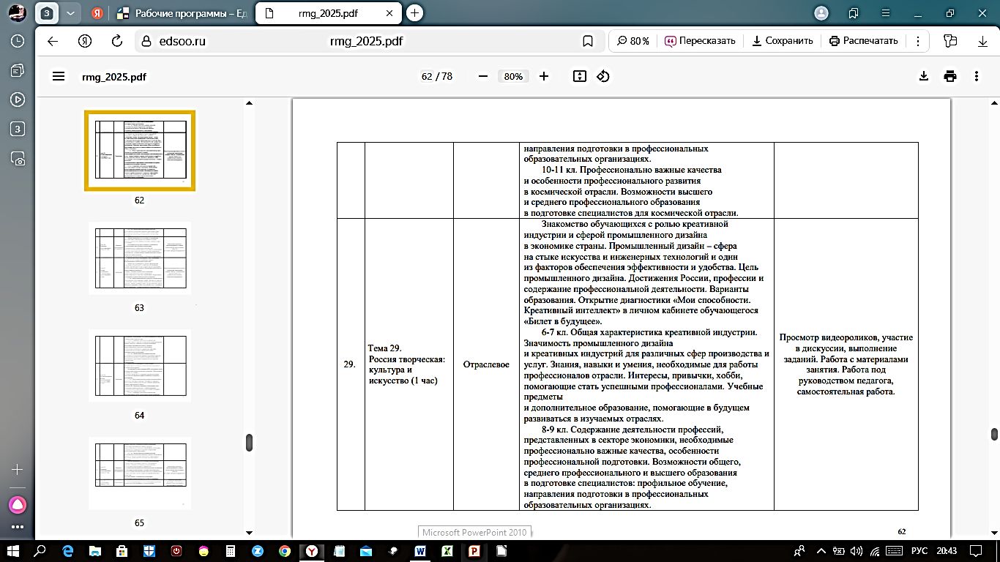 3
Я
Рабочие программы – Ед
rmg_2025.pdf
edsoo.ru
rmg_2025.pdf
80%
Пересказать
Сохранить
Распечатать
rmg_2025.pdf
62 / 78
80%
3
62
63
64
65
направления подготовки в профессиональных
образовательных организациях.
10-11 кл. Профессионально важные качества
и особенности профессионального развития
в космической отрасли. Возможности высшего
и среднего профессионального образования
в подготовке специалистов для космической отрасли.
29.
Тема 29.
Россия творческая:
культура и
искусство (1 час)
Отраслевое
Знакомство обучающихся с ролью креативной
индустрии и сферой промышленного дизайна
в экономике страны. Промышленный дизайн – сфера
на стыке искусства и инженерных технологий и один
из факторов обеспечения эффективности и удобства. Цель
промышленного дизайна. Достижения России, профессии и
содержание профессиональной деятельности. Варианты
образования. Открытие диагностики «Мои способности.
Креативный интеллект» в личном кабинете обучающегося
«Билет в будущее».
6-7 кл. Общая характеристика креативной индустрии.
Значимость промышленного дизайна
и креативных индустрий для различных сфер производства и
услуг. Знания, навыки и умения, необходимые для работы
профессионалов отрасли. Интересы, привычки, хобби,
помогающие стать успешными профессионалами. Учебные
предметы
и дополнительное образование, помогающие в будущем
развиваться в изучаемых отраслях.
8-9 кл. Содержание деятельности профессий,
представленных в секторе экономики, необходимые
профессионально важные качества, особенности
профессиональной подготовки. Возможности общего,
среднего профессионального и высшего образования
в подготовке специалистов: профильное обучение,
направления подготовки в профессиональных
образовательных организациях.
Просмотр видеороликов, участие
в дискуссии, выполнение
заданий. Работа с материалами
занятия. Работа под
руководством педагога,
самостоятельная работа.
62
Microsoft PowerPoint 2010
РУС
20:43